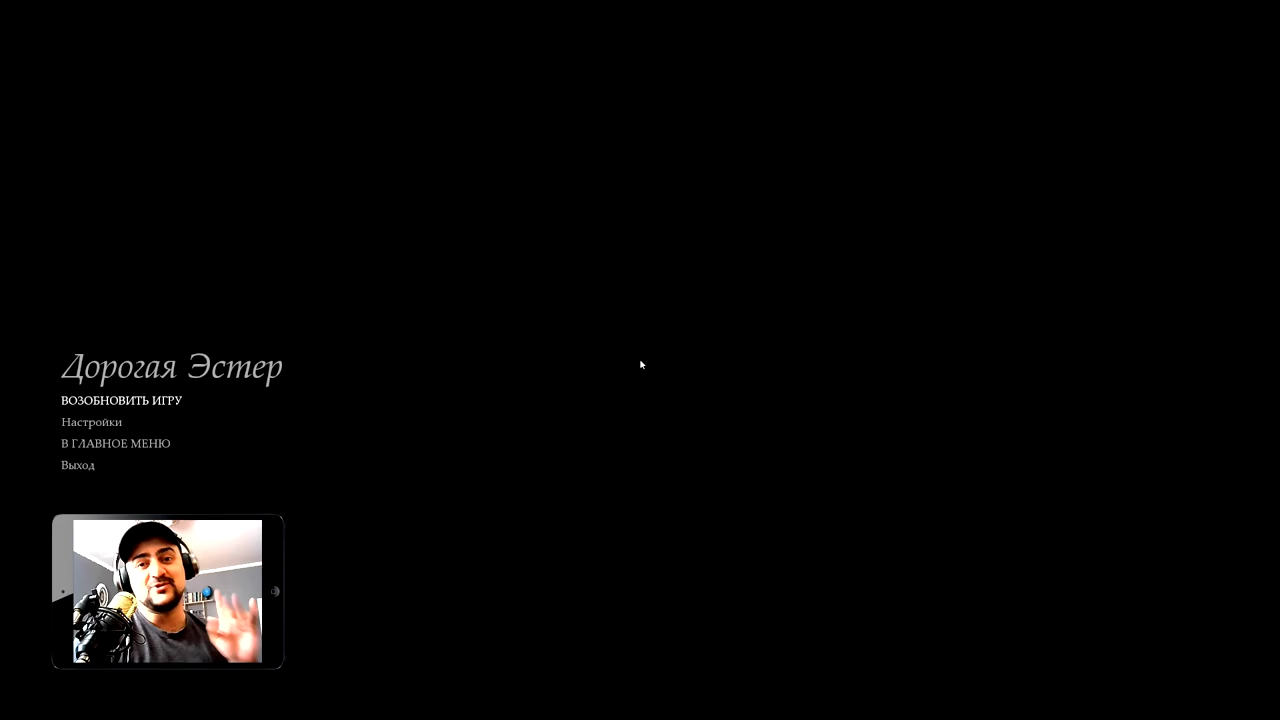 Дорогая Эстер
ВОЗОБНОВИТЬ ИГРУ
Настройки
В ГЛАВНОЕ МЕНЮ
Выход